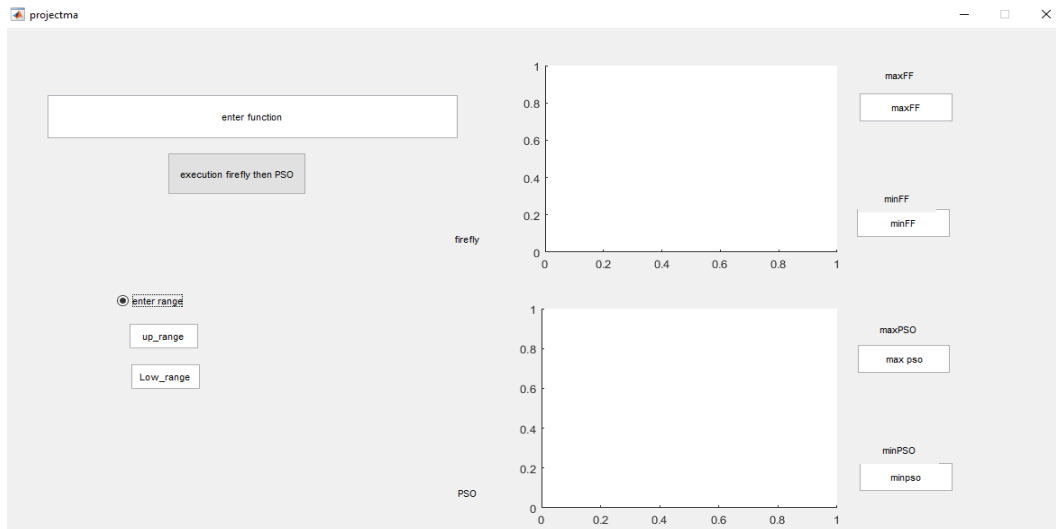 projectma
enter function
execution firefly then PSO
firefly
enter range
up_range
Low_range
PSO
1
0.8
0.6
0.4
0.2
0
0 0.2 0.4 0.6 0.8 1
maxFF
maxFF
minFF
minFF
1
0.8
0.6
0.4
0.2
0
0 0.2 0.4 0.6 0.8 1
maxPSO
max pso
minPSO
minpso